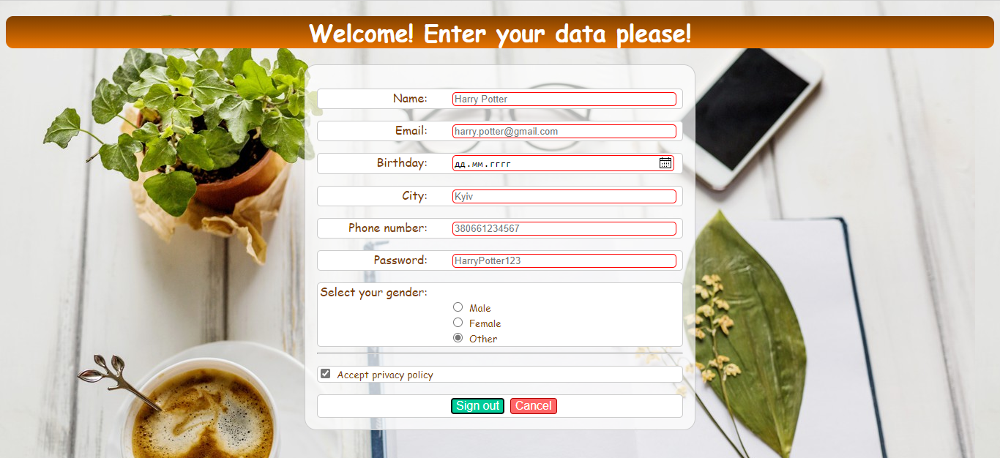 Welcome! Enter your data please!
Name: Harry Potter
Email: harry.potter@gmail.com
Birthday: дд.мм.гггг
City: Kyiv
Phone number: 380661234567
Password: HarryPotter123
Select your gender:
Male
Female
Other
Accept privacy policy
Sign out Cancel